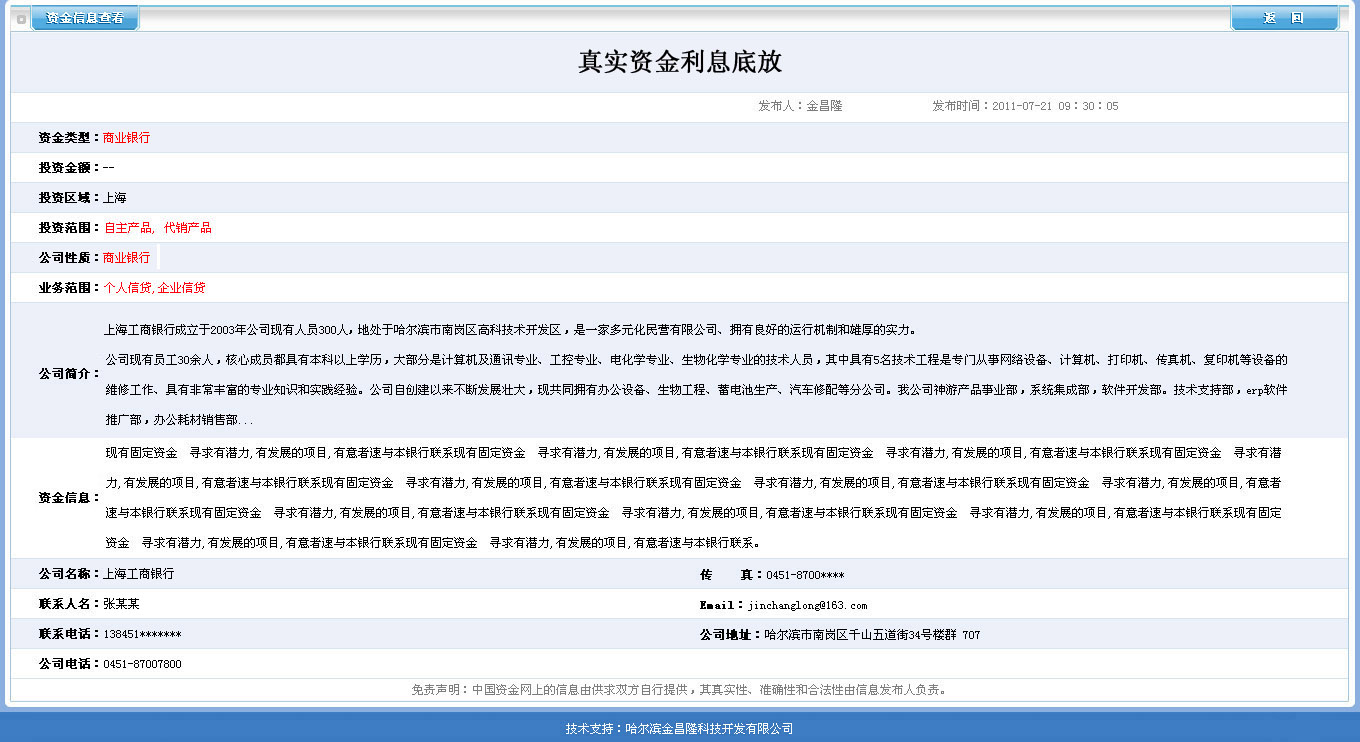 资金信息查看 返 回
真实资金利息底放
发布人：金昌隆 发布时间：2011-07-21 09：30：05
资金类型：商业银行
投资金额：--
投资区域：上海
投资范围：自主产品, 代销产品
公司性质：商业银行
业务范围：个人信贷,企业信贷
上海工商银行成立于2003年公司现有人员300人，地处于哈尔滨市南岗区高科技术开发区，是一家多元化民营有限公司、拥有良好的运行机制和雄厚的实力。
公司现有员工30余人，核心成员都具有本科以上学历，大部分是计算机及通讯专业、工控专业、电化学专业、生物化学专业的技术人员，其中具有5名技术工程是专门从事网络设备、计算机、打印机、传真机、复印机等设备的
公司简介：
维修工作、具有非常丰富的专业知识和实践经验。公司自创建以来不断发展壮大，现共同拥有办公设备、生物工程、蓄电池生产、汽车修配等分公司。我公司神游产品事业部，系统集成部，软件开发部。技术支持部，erp软件
推广部，办公耗材销售部...
现有固定资金 寻求有潜力,有发展的项目,有意者速与本银行联系现有固定资金 寻求有潜力,有发展的项目,有意者速与本银行联系现有固定资金 寻求有潜力,有发展的项目,有意者速与本银行联系现有固定资金 寻求有潜
力,有发展的项目,有意者速与本银行联系现有固定资金 寻求有潜力,有发展的项目,有意者速与本银行联系现有固定资金 寻求有潜力,有发展的项目,有意者速与本银行联系现有固定资金 寻求有潜力,有发展的项目,有意者
资金信息：
速与本银行联系现有固定资金 寻求有潜力,有发展的项目,有意者速与本银行联系现有固定资金 寻求有潜力,有发展的项目,有意者速与本银行联系现有固定资金 寻求有潜力,有发展的项目,有意者速与本银行联系现有固定
资金 寻求有潜力,有发展的项目,有意者速与本银行联系现有固定资金 寻求有潜力,有发展的项目,有意者速与本银行联系。
公司名称：上海工商银行 传 真：0451-8700****
联系人名：张某某 Email：jinchanglong@163.com
联系电话：138451******* 公司地址：哈尔滨市南岗区千山五道街34号楼群 707
公司电话：0451-87007800
免责声明：中国资金网上的信息由供求双方自行提供，其真实性、准确性和合法性由信息发布人负责。
技术支持：哈尔滨金昌隆科技开发有限公司